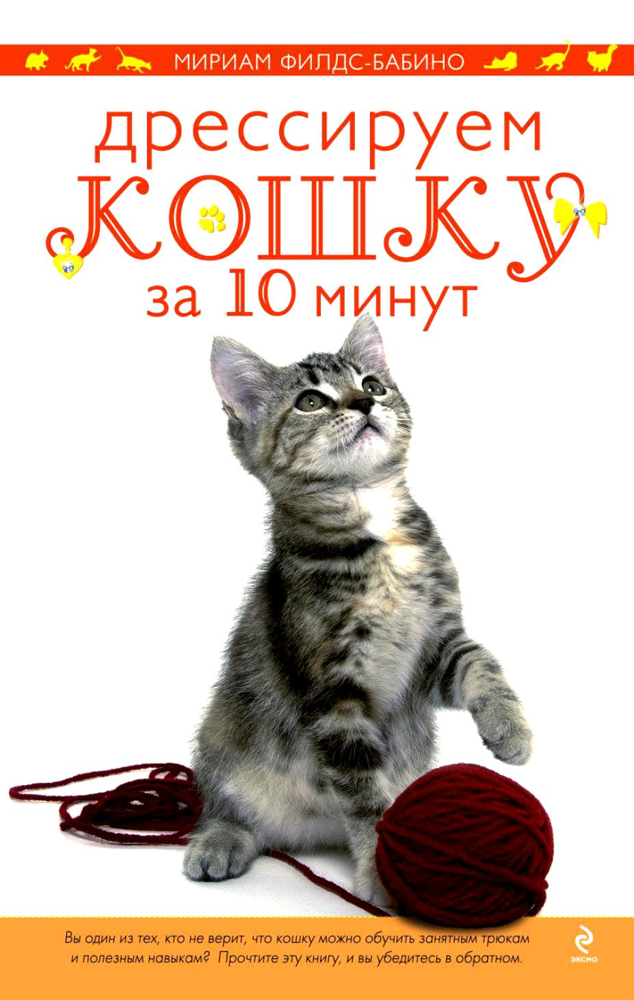 МИРИАМ ФИЛДС-БАБИНО
дрессируем
кошку
за 10 минут
Вы один из тех, кто не верит, что кошку можно обучить занятным трюкам
и полезным навыкам? Прочтите эту книгу, и вы убедитесь в обратном.
ЭКСМО